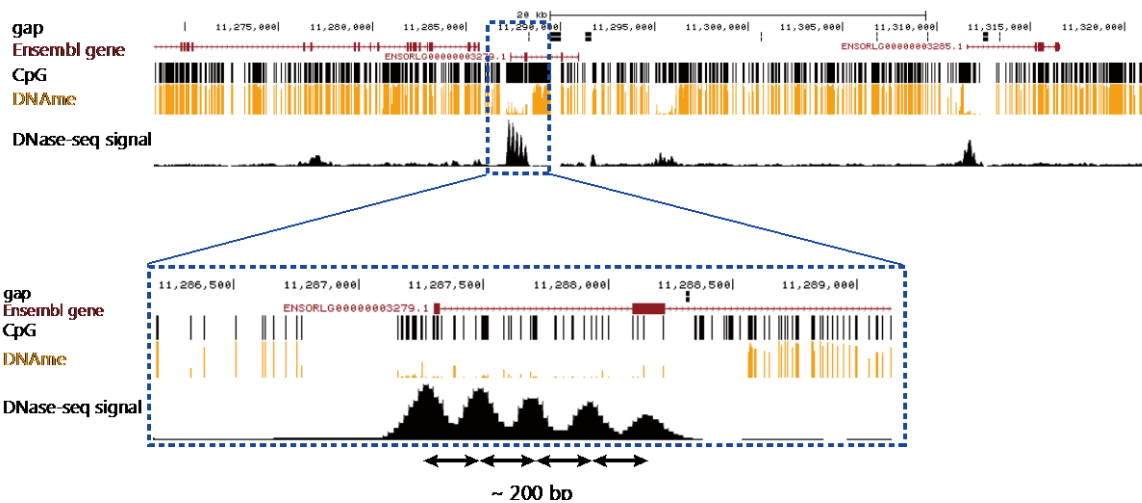 20 kb
11,275,000 11,280,000 11,285,000 11,290,000 11,295,000 11,300,000 11,305,000 11,310,000 11,315,000 11,320,000
gap
Ensembl gene
ENSORLG00000003285.1
ENSORLG00000003279.1
CpG
DNAme
DNase-seq signal
11,286,500 11,287,000 11,287,500 11,288,000 11,288,500 11,289,000
gap
Ensembl gene
ENSORLG00000003279.1
CpG
DNAme
DNase-seq signal
~ 200 bp